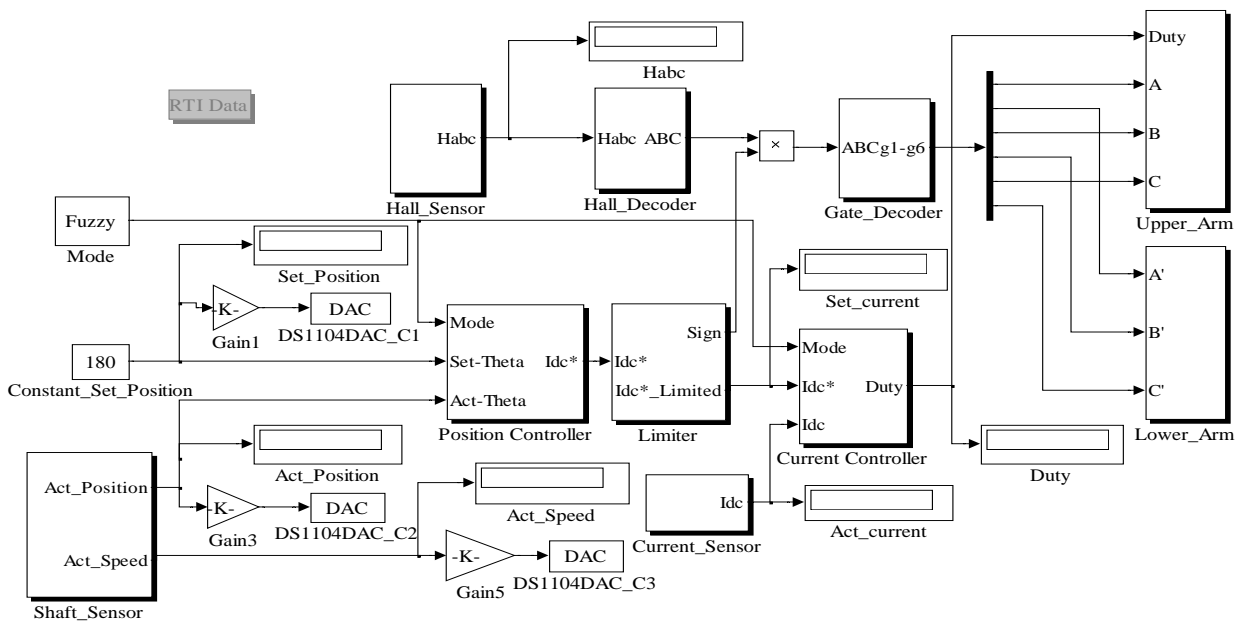 Habc
RTI Data
Habc
Hall_Sensor
Habc ABC
Hall_Decoder
×
ABCg1-g6
Gate_Decoder
Duty
A
B
C
Upper_Arm
Fuzzy
Mode
Set_Position
-K-
Gain1
DAC
DS1104DAC_C1
180
Constant_Set_Position
Mode
Set-Theta
Act-Theta
Idc*
Position Controller
Sign
Idc*
Idc*_Limited
Limiter
Set_current
Mode
Idc*
Idc
Duty
Current Controller
A'
B'
C'
Lower_Arm
Duty
Act_Position
Act_Position
Act_Speed
Shaft_Sensor
-K-
Gain3
DAC
DS1104DAC_C2
Act_Speed
-K-
Gain5
DAC
DS1104DAC_C3
Idc
Current_Sensor
Act_current